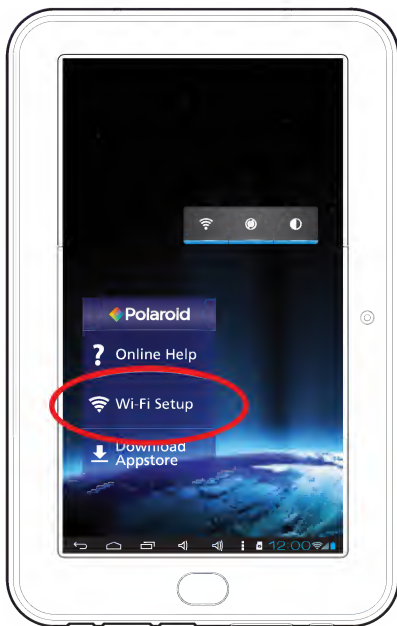 Polaroid
? Online Help
Wi-Fi Setup
Download
Appstore
12:00